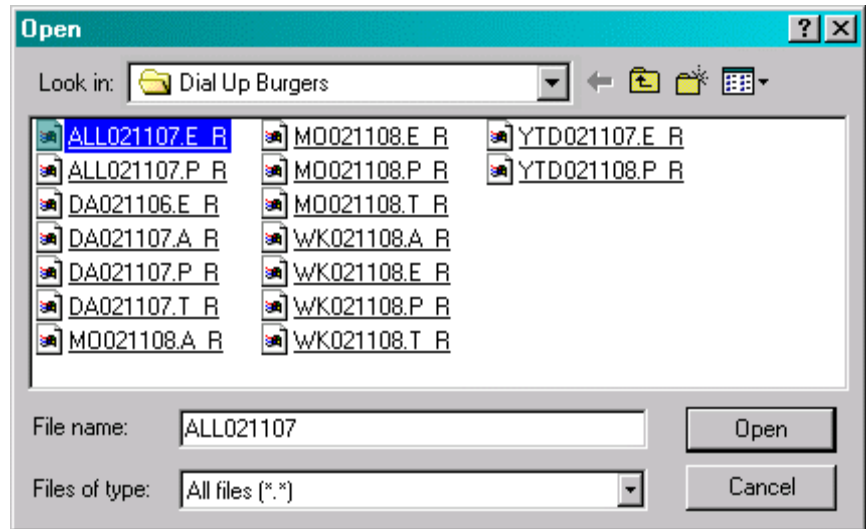 Open
Look in: Dial Up Burgers
ALL021107.E_R MO021108.E_R YTD021107.E_R
ALL021107.P_R MO021108.P_R YTD021108.P_R
DA021106.E_R MO021108.T_R
DA021107.A_R WK021108.A_R
DA021107.P_R WK021108.E_R
DA021107.T_R WK021108.P_R
MO021108.A_R WK021108.T_R
File name: ALL021107 Open
Files of type: All files (*.*) Cancel